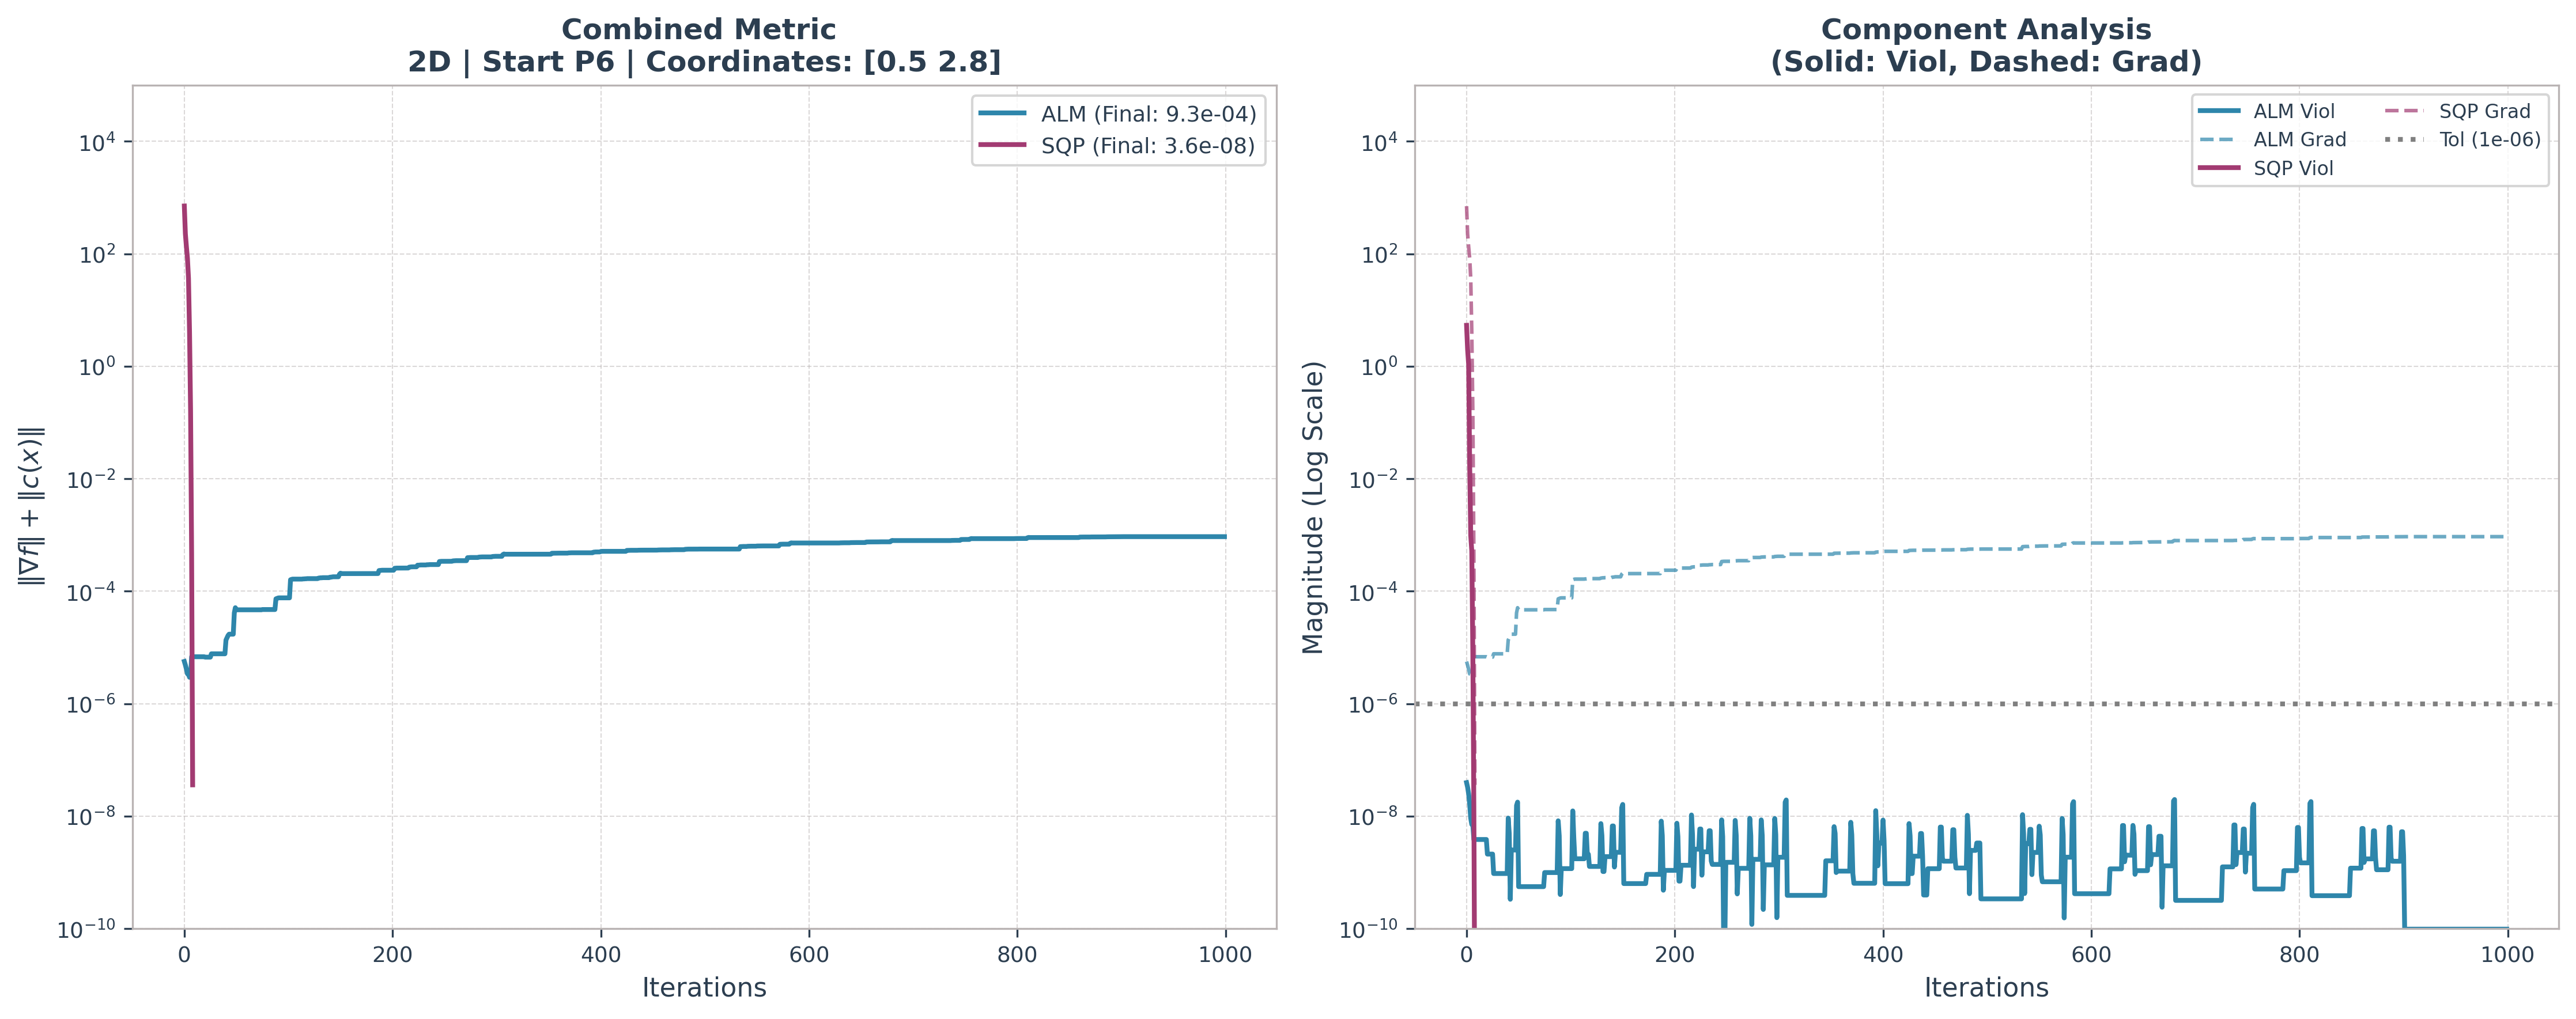 Combined Metric
2D | Start P6 | Coordinates: [0.5 2.8]
ALM (Final: 9.3e-04)
SQP (Final: 3.6e-08)
‖∇f‖ + ‖c(x)‖
10⁴
10²
10⁰
10⁻²
10⁻⁴
10⁻⁶
10⁻⁸
10⁻¹⁰
0 200 400 600 800 1000
Iterations
Component Analysis
(Solid: Viol, Dashed: Grad)
ALM Viol
ALM Grad
SQP Viol
SQP Grad
Tol (1e-06)
Magnitude (Log Scale)
10⁴
10²
10⁰
10⁻²
10⁻⁴
10⁻⁶
10⁻⁸
10⁻¹⁰
0 200 400 600 800 1000
Iterations